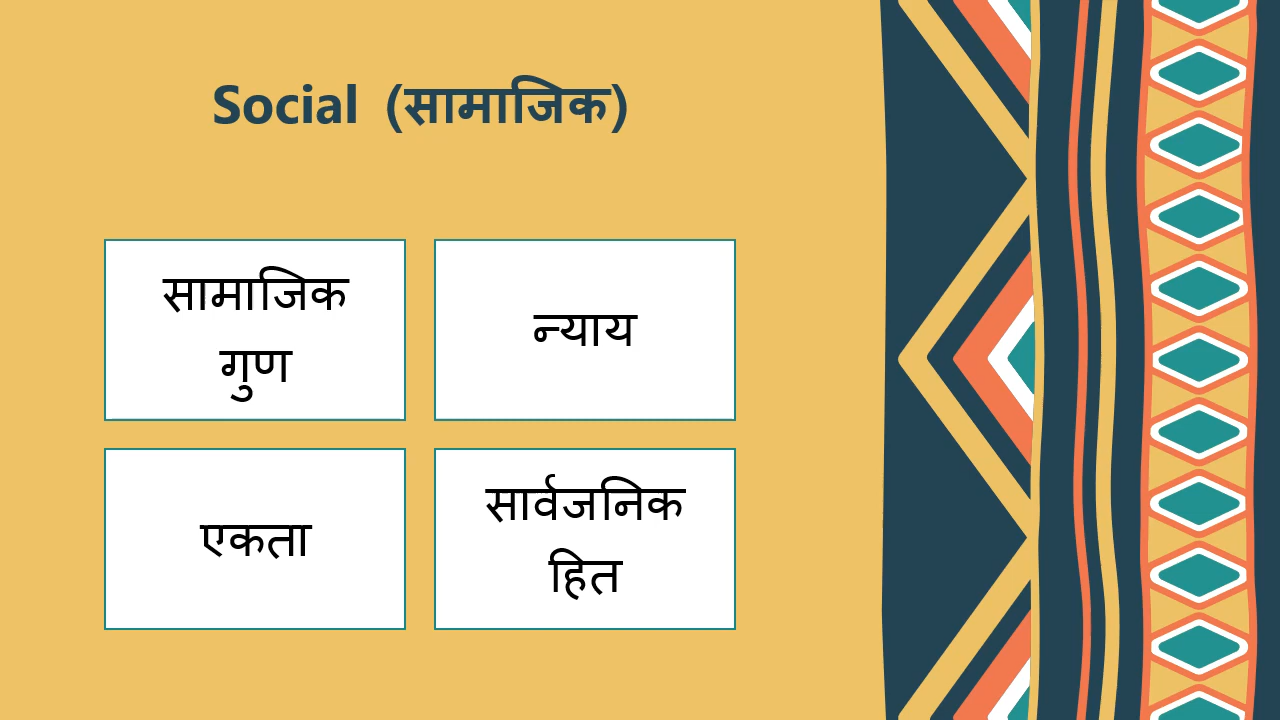 Social (सामाजिक)
सामाजिक
गुण
न्याय
एकता
सार्वजनिक
हित